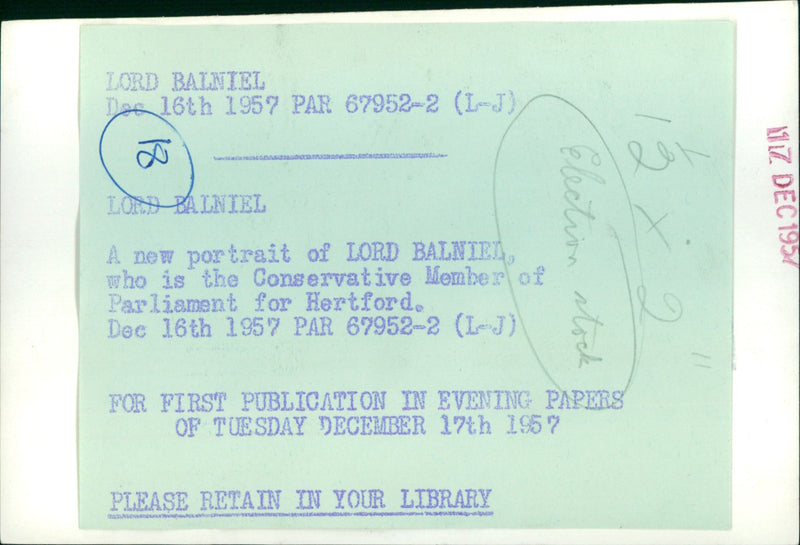 LORD BALNIEL
Dec 16th 1957 PAR 67952-2 (L-J)
18
LORD BALNIEL
A new portrait of LORD BALNIEL,
who is the Conservative Member of
Parliament for Hertford.
Dec 16th 1957 PAR 67952-2 (L-J)
FOR FIRST PUBLICATION IN EVENING PAPERS
OF TUESDAY DECEMBER 17th 1957
PLEASE RETAIN IN YOUR LIBRARY
Election stock
17 DEC 1957